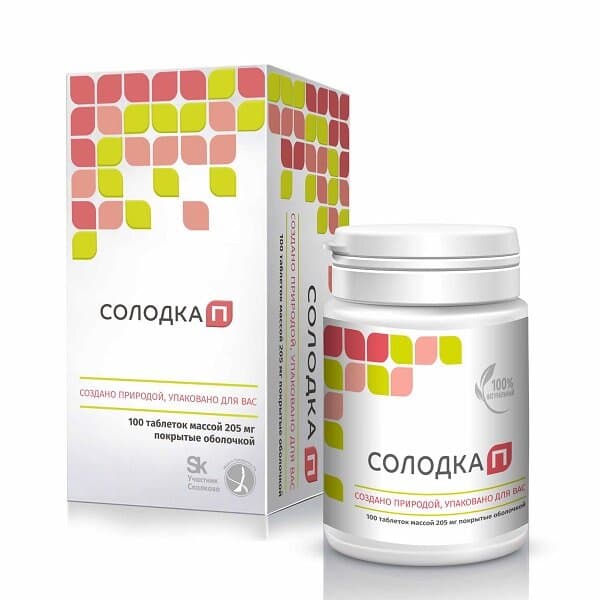 СОЛОДКА П
СОЗДАНО ПРИРОДОЙ, УПАКОВАНО ДЛЯ ВАС
100 таблеток массой 205 мг
покрытые оболочкой
Sk
Участник
Сколково
СОЗДАНО ПРИРОДОЙ, УПАКОВАНО ДЛЯ ВАС
100 таблеток массой 205 мг покрытые оболочкой
СОЛОДКА П
100%
НАТУРАЛЬНЫЙ
СОЛОДКА П
СОЗДАНО ПРИРОДОЙ, УПАКОВАНО ДЛЯ ВАС
100 таблеток массой 205 мг покрытые оболочкой